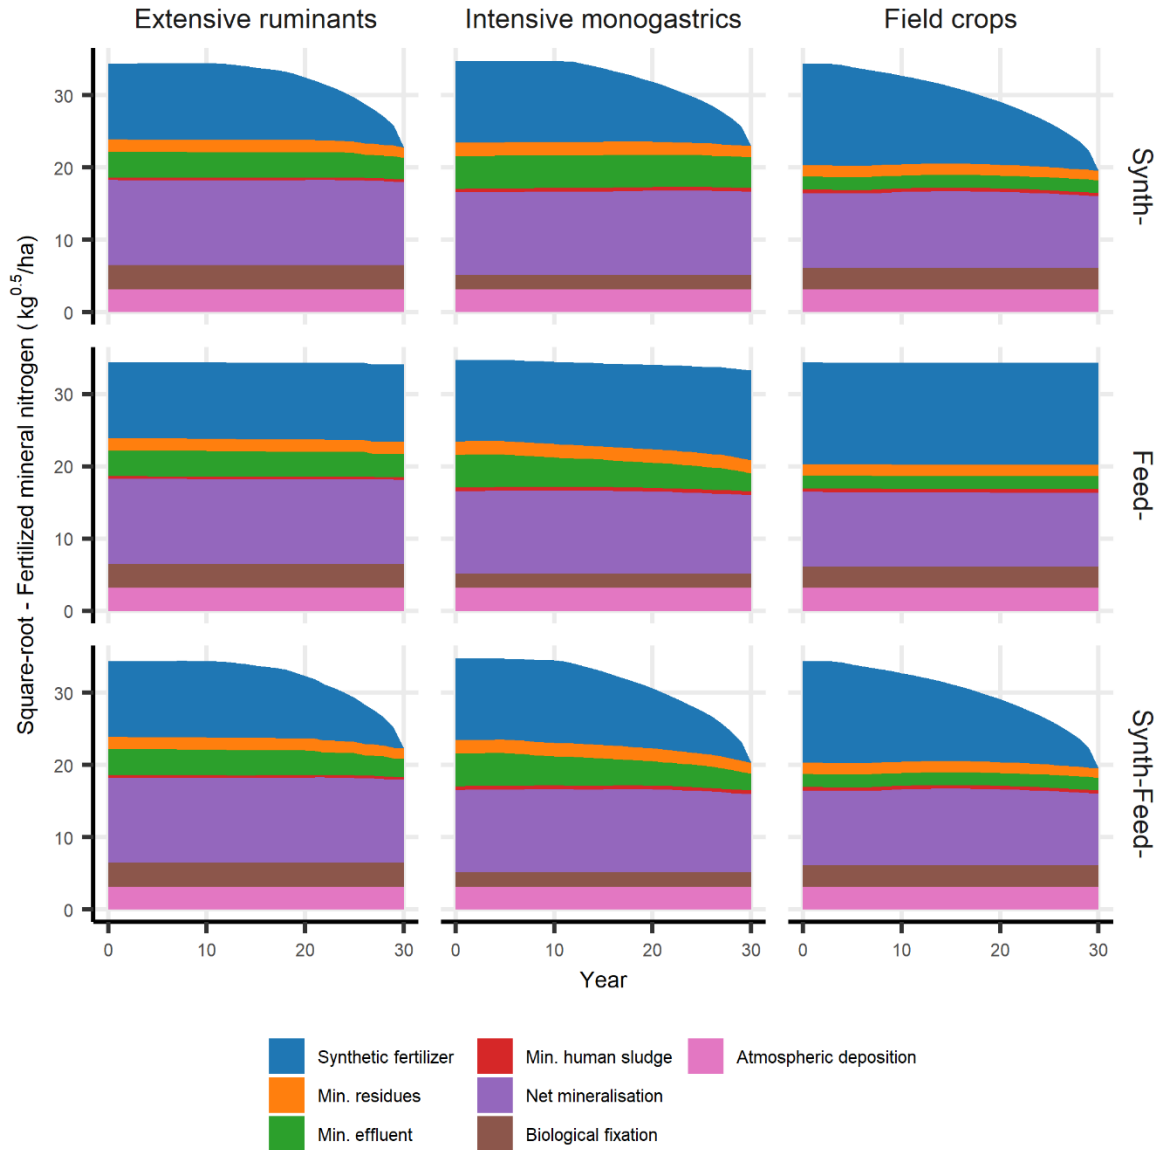 Extensive ruminants Intensive monogastrics Field crops
Square-root - Fertilized mineral nitrogen ( kg^0.5/ha)
30
20
10
0
Synth-
30
20
10
0
Feed-
30
20
10
0
Synth-Feed-
0 10 20 30 0 10 20 30 0 10 20 30
Year
Synthetic fertilizer Min. human sludge Atmospheric deposition
Min. residues Net mineralisation
Min. effluent Biological fixation